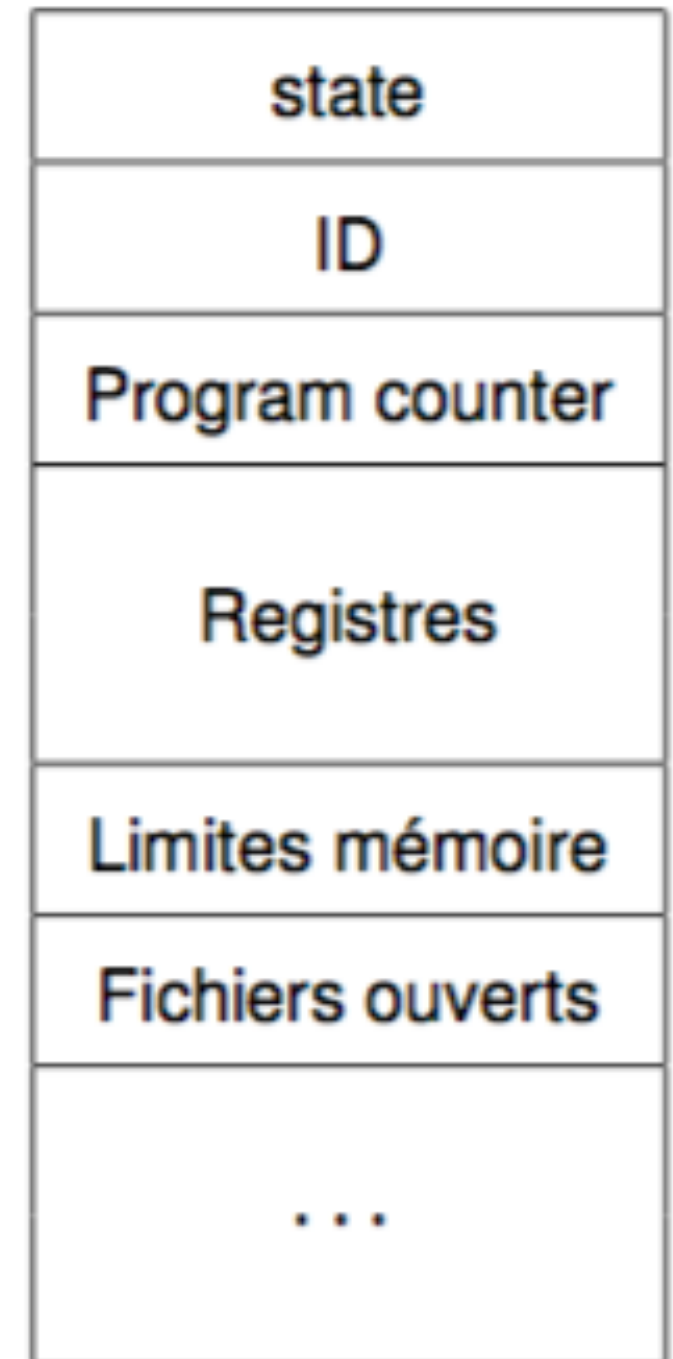 state
ID
Program counter
Registres
Limites mémoire
Fichiers ouverts
...